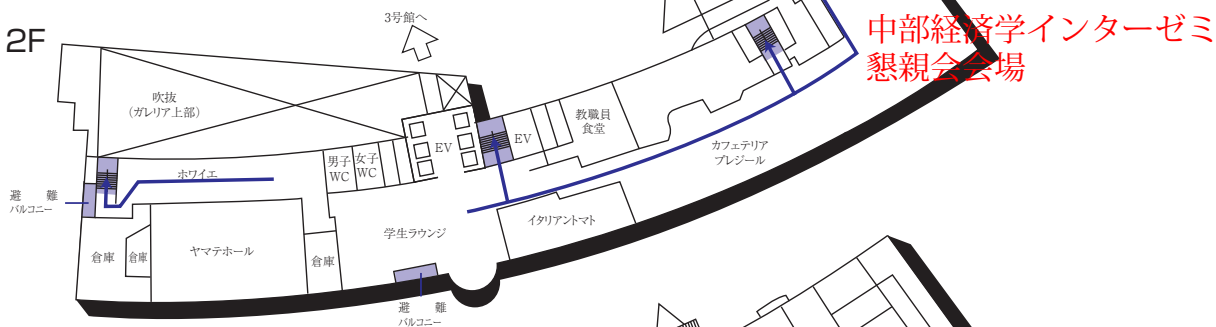 3号館へ
2F
中部経済学インターゼミ
懇親会会場
吹抜
(ガレリア上部)
EV
EV
教職員
食堂
カフェテリア
プレジール
男子
WC
女子
WC
ホワイエ
避難
バルコニー
イタリアントマト
学生ラウンジ
倉庫
倉庫
ヤマテホール
倉庫
避難
バルコニー